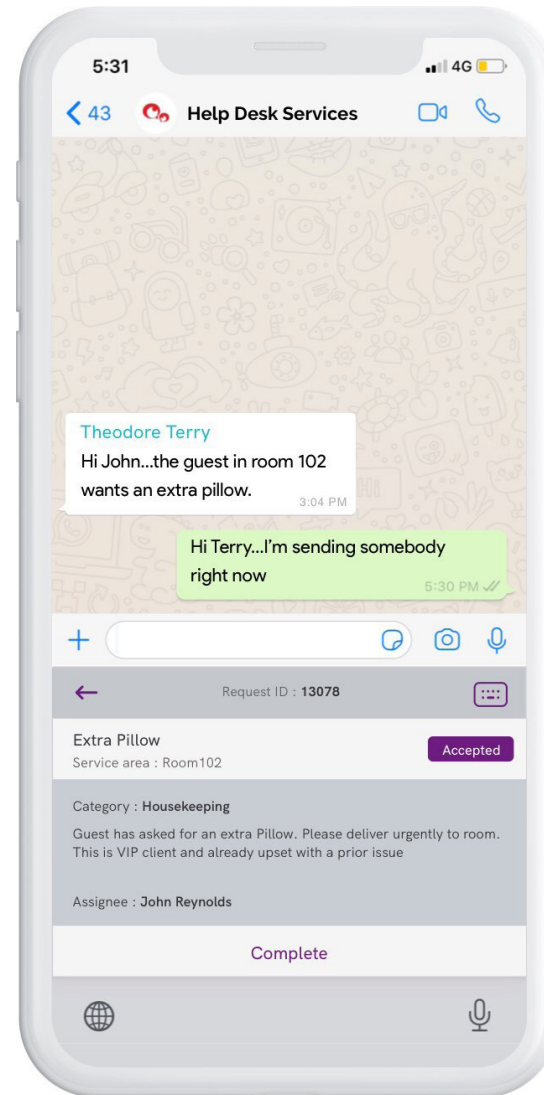 5:31
4G
43
Help Desk Services
Theodore Terry
Hi John...the guest in room 102
wants an extra pillow.
3:04 PM
Hi Terry...I'm sending somebody
right now
5:30 PM
Request ID : 13078
Extra Pillow
Accepted
Service area : Room102
Category : Housekeeping
Guest has asked for an extra Pillow. Please deliver urgently to room.
This is VIP client and already upset with a prior issue
Assignee : John Reynolds
Complete